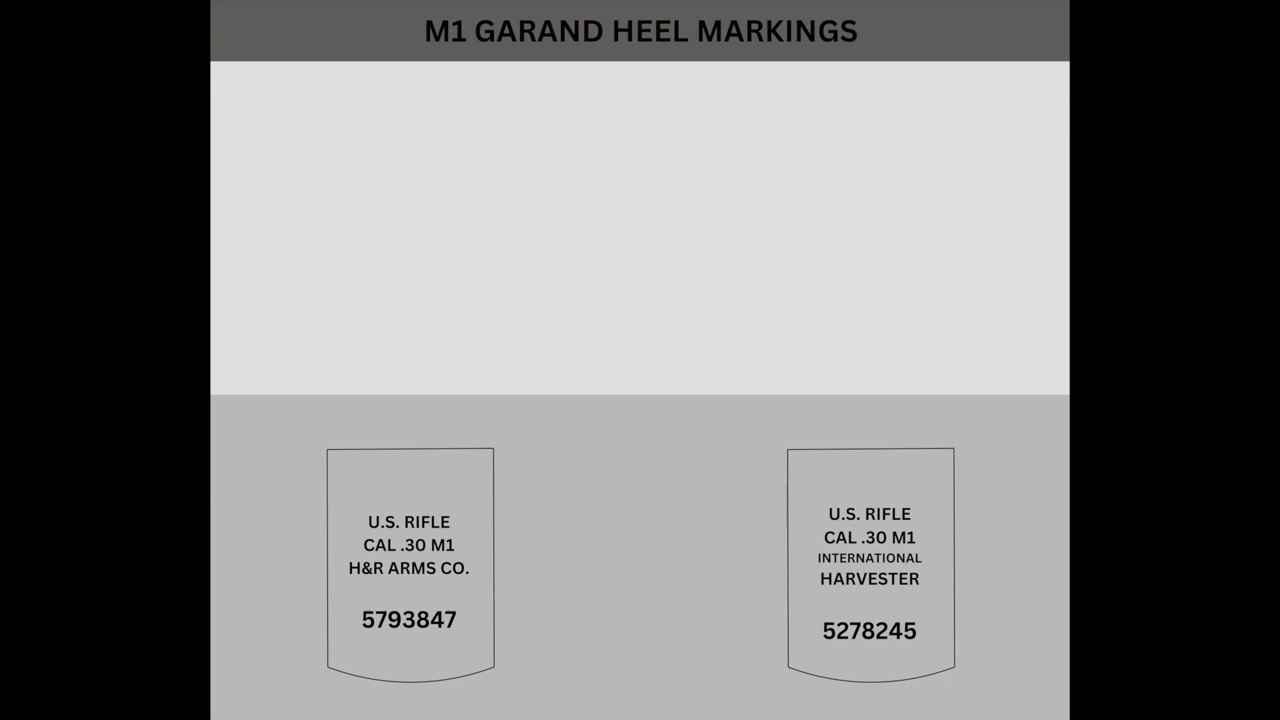 M1 GARAND HEEL MARKINGS
U.S. RIFLE
CAL .30 M1
H&R ARMS CO.
5793847
U.S. RIFLE
CAL .30 M1
INTERNATIONAL
HARVESTER
5278245